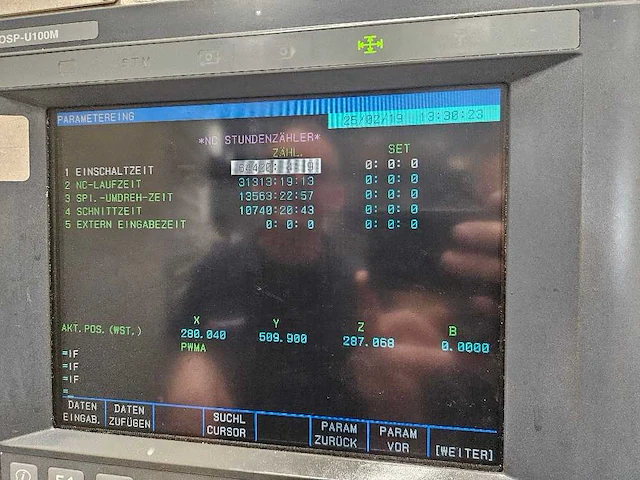 OSP-U100M
PARAMETEREING 25/02/19 13:30:23
*NC STUNDENZÄHLER*
ZÄHL. SET
1 EINSCHALTZEIT 0: 0: 0
2 NC-LAUFZEIT 31313:19:13 0: 0: 0
3 SPI.-UMDREH-ZEIT 13563:22:57 0: 0: 0
4 SCHNITTZEIT 10740:20:43 0: 0: 0
5 EXTERN EINGABEZEIT 0: 0: 0 0: 0: 0
X Y Z B
AKT.POS.(WST.) 280.040 509.900 287.068 0.0000
PWMA
=IF
=IF
=IF
=_
DATEN EINGAB. DATEN ZUFÜGEN SUCHL CURSOR PARAM ZURÜCK PARAM VOR [WEITER]